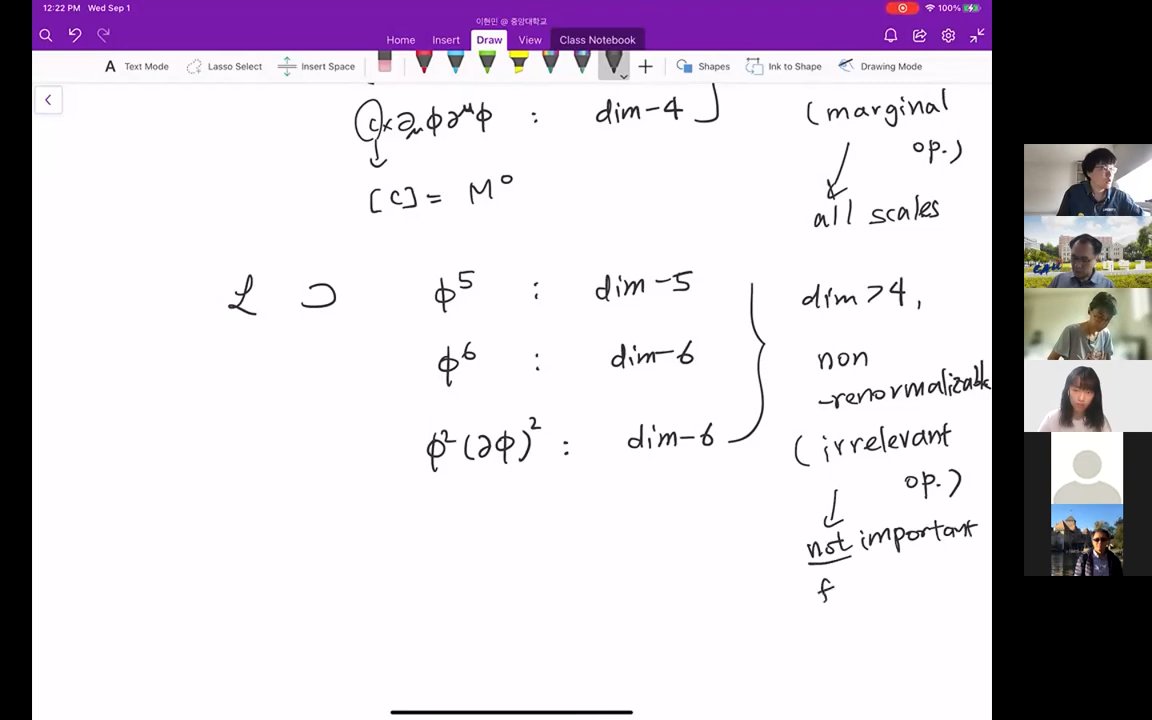 12:22 PM Wed Sep 1
100%
이현민 @ 중앙대학교
Home Insert Draw View Class Notebook
Text Mode Lasso Select Insert Space Shapes Ink to Shape Drawing Mode
c × ∂μϕ∂^μϕ : dim-4 (marginal op.)
[c] = M⁰
all scales
ℒ ⊃ ϕ⁵ : dim-5 dim>4,
ϕ⁶ : dim-6 non
-renormalizable
ϕ²(∂ϕ)² : dim-6 (irrelevant
op.)
not important
f